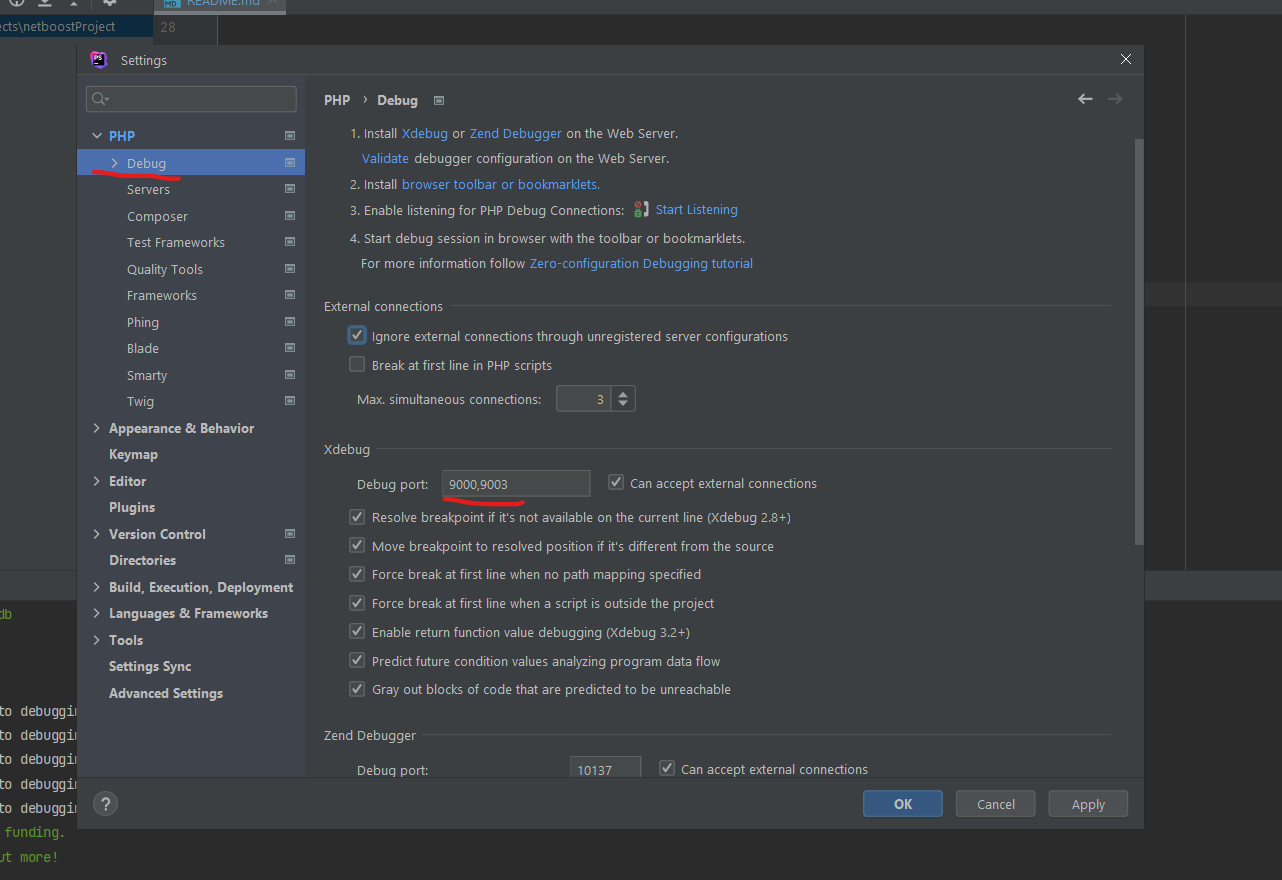 README.md
ects\netboostProject
28
PS
Settings
PHP
Debug
Servers
Composer
Test Frameworks
Quality Tools
Frameworks
Phing
Blade
Smarty
Twig
Appearance & Behavior
Keymap
Editor
Plugins
Version Control
Directories
Build, Execution, Deployment
Languages & Frameworks
Tools
Settings Sync
Advanced Settings
PHP › Debug
1. Install Xdebug or Zend Debugger on the Web Server.
Validate debugger configuration on the Web Server.
2. Install browser toolbar or bookmarklets.
3. Enable listening for PHP Debug Connections: Start Listening
4. Start debug session in browser with the toolbar or bookmarklets.
For more information follow Zero-configuration Debugging tutorial
External connections
Ignore external connections through unregistered server configurations
Break at first line in PHP scripts
Max. simultaneous connections: 3
Xdebug
Debug port: 9000,9003 Can accept external connections
Resolve breakpoint if it's not available on the current line (Xdebug 2.8+)
Move breakpoint to resolved position if it's different from the source
Force break at first line when no path mapping specified
Force break at first line when a script is outside the project
Enable return function value debugging (Xdebug 3.2+)
Predict future condition values analyzing program data flow
Gray out blocks of code that are predicted to be unreachable
Zend Debugger
Debug port: 10137 Can accept external connections
? OK Cancel Apply
db
to debuggin
to debuggin
to debuggin
to debuggin
to debuggin
funding.
ut more!